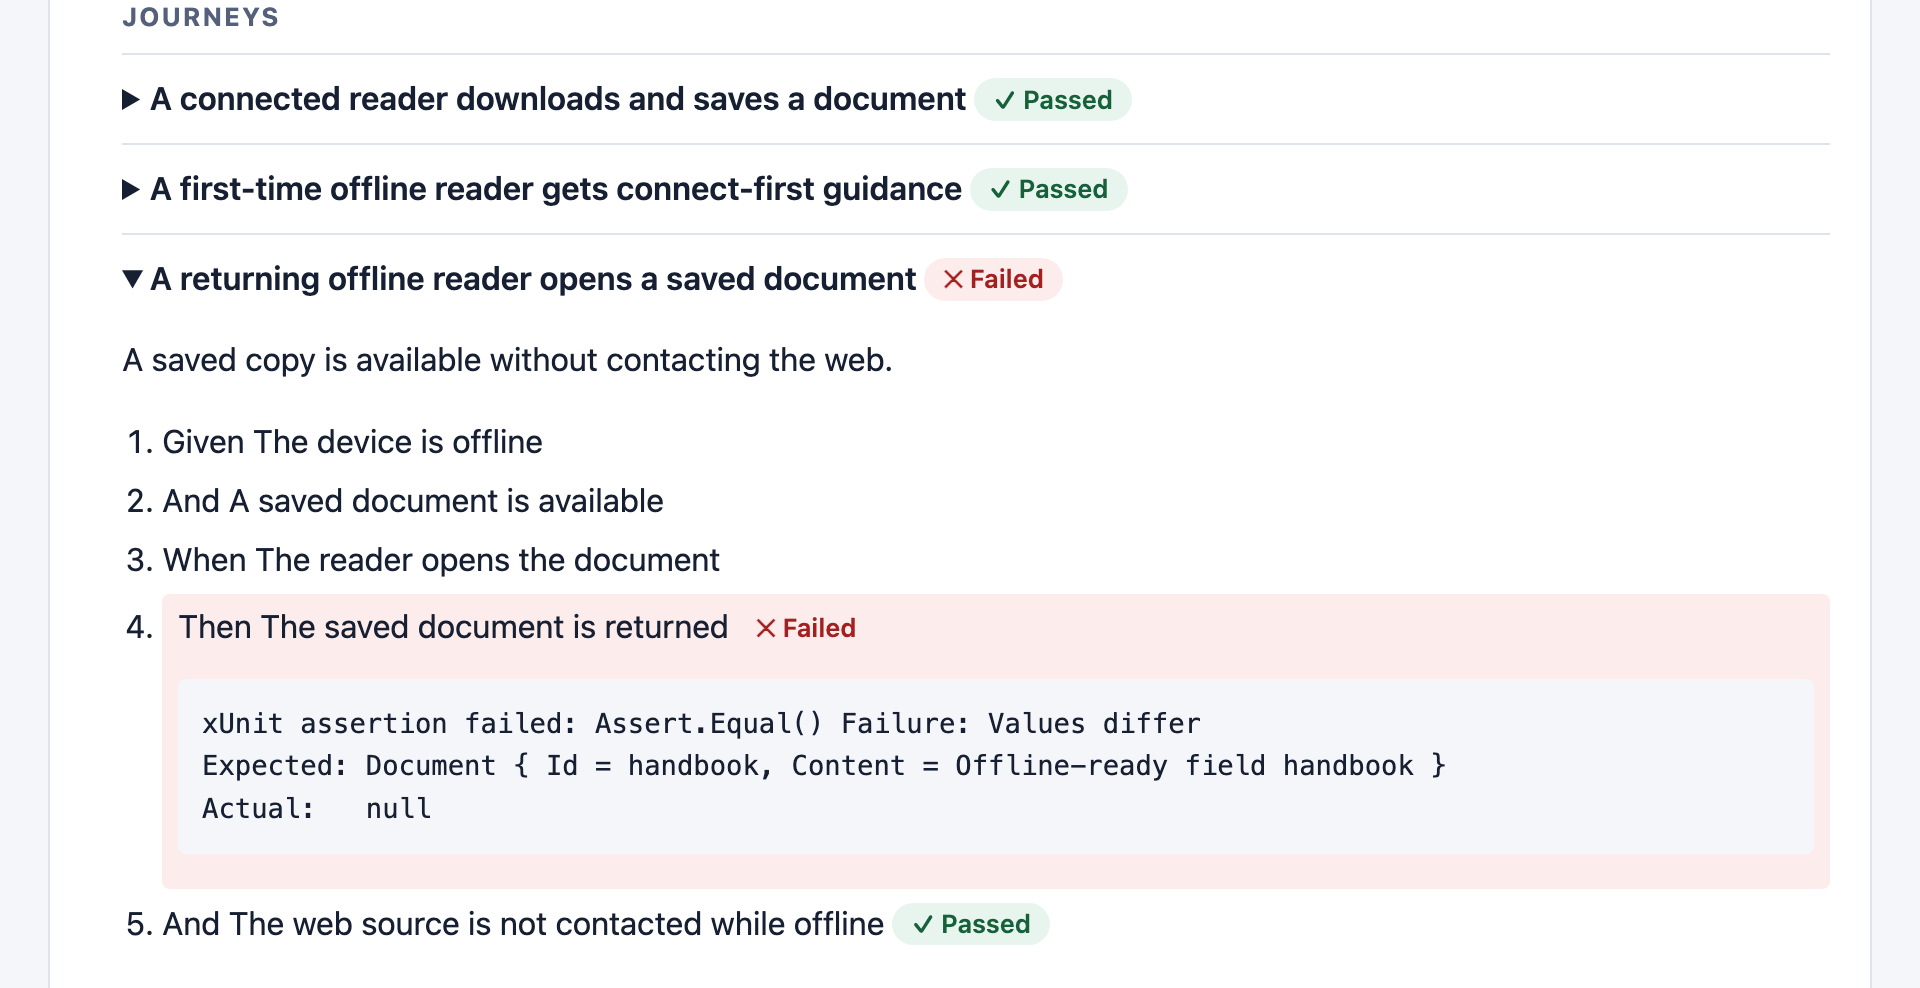 JOURNEYS
▶ A connected reader downloads and saves a document ✓ Passed
▶ A first-time offline reader gets connect-first guidance ✓ Passed
▼ A returning offline reader opens a saved document ✕ Failed
A saved copy is available without contacting the web.
1. Given The device is offline
2. And A saved document is available
3. When The reader opens the document
4. Then The saved document is returned ✕ Failed
xUnit assertion failed: Assert.Equal() Failure: Values differ
Expected: Document { Id = handbook, Content = Offline-ready field handbook }
Actual:   null
5. And The web source is not contacted while offline ✓ Passed